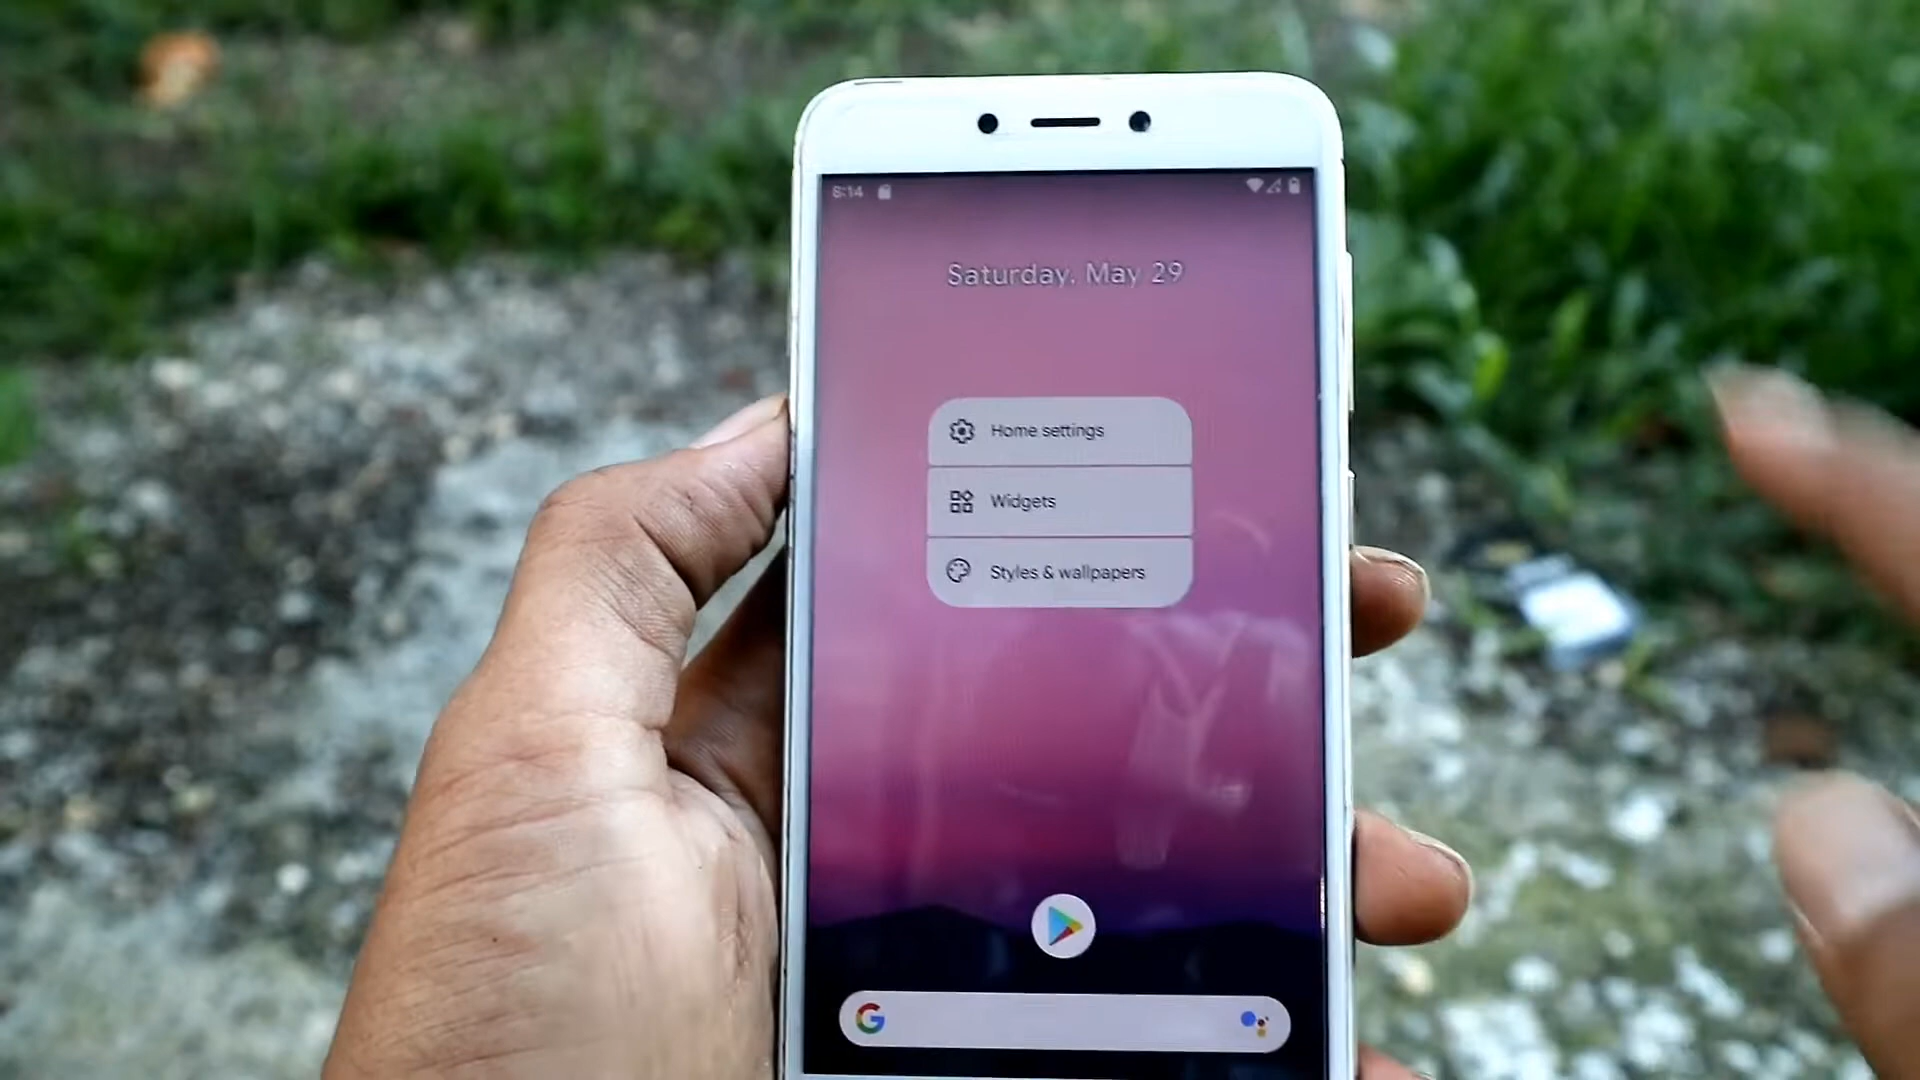 8:14
Saturday, May 29
Home settings
Widgets
Styles & wallpapers
G